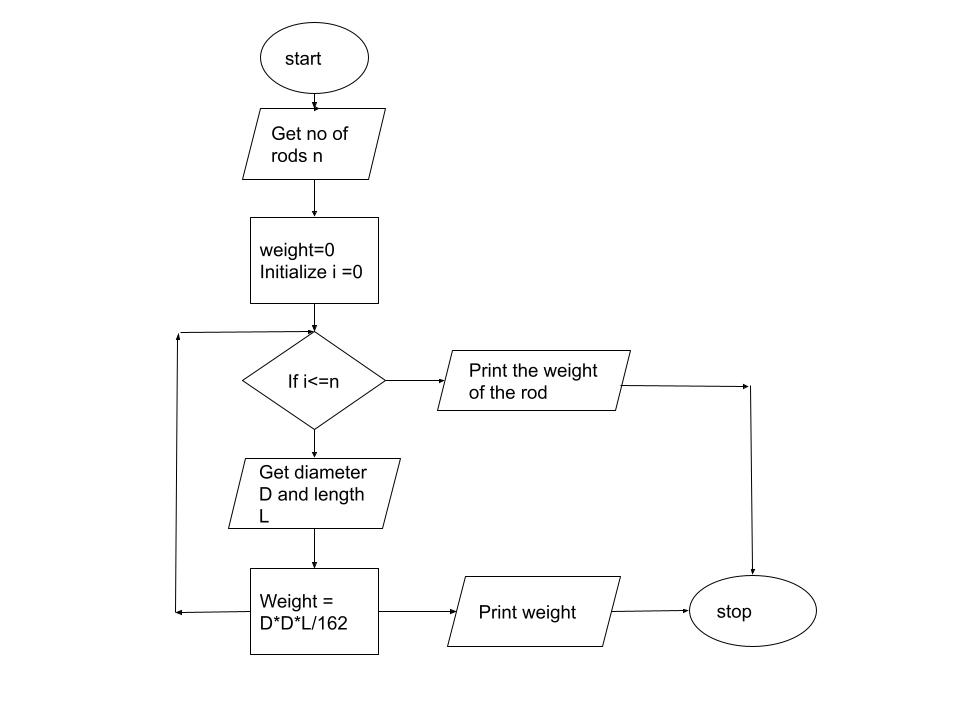 start
Get no of
rods n
weight=0
Initialize i =0
If i<=n
Print the weight
of the rod
Get diameter
D and length
L
Weight =
D*D*L/162
Print weight
stop